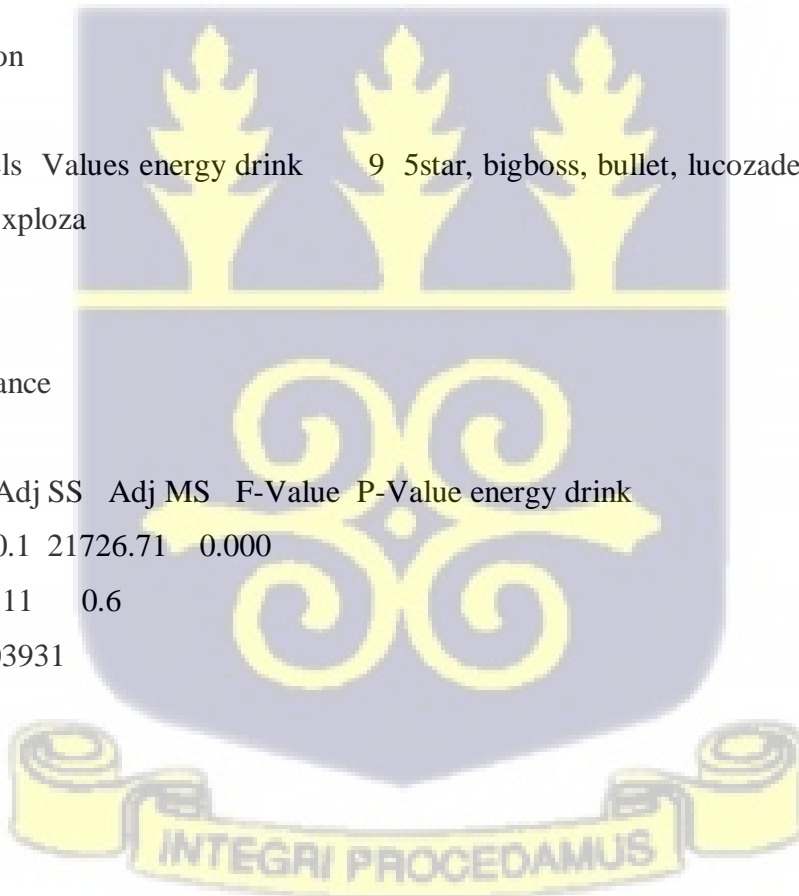 on
els Values energy drink 9 5star, bigboss, bullet, lucozade
xploza
ance
Adj SS Adj MS F-Value P-Value energy drink
0.1 21726.71 0.000
11 0.6
03931
INTEGRI PROCEDAMUS